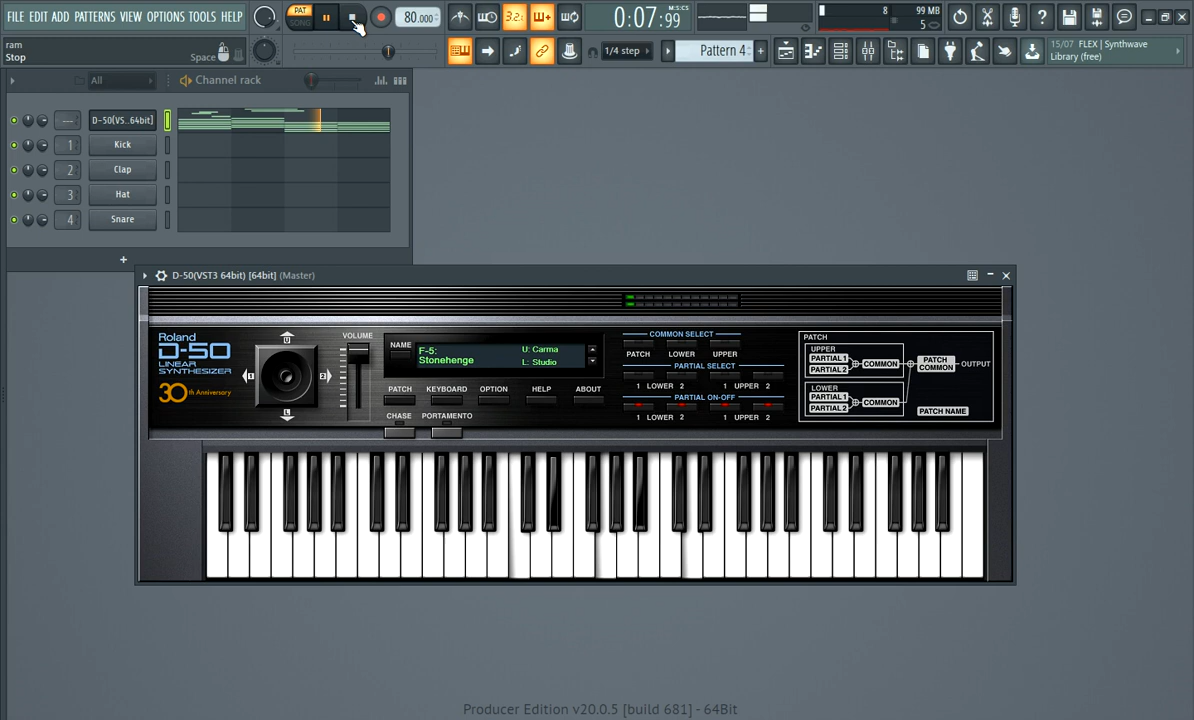 FILE EDIT ADD PATTERNS VIEW OPTIONS TOOLS HELP
PAT
SONG
80.000
3.2.
0:07:99
M:S:CS
8
99 MB
5
ram
Stop
Space
1/4 step
Pattern 4
+
15/07 FLEX | Synthwave
Library (free)
All
Channel rack
--- D-50(VS..64bit]
1 Kick
2 Clap
3 Hat
4 Snare
+
D-50(VST3 64bit) [64bit] (Master)
Roland
D-50
LINEAR
SYNTHESIZER
30th Anniversary
U
1
2
L
VOLUME
NAME
F-5:
Stonehenge
U: Carma
L: Studio
PATCH KEYBOARD OPTION HELP ABOUT
CHASE PORTAMENTO
COMMON SELECT
PATCH LOWER UPPER
PARTIAL SELECT
1 LOWER 2 1 UPPER 2
PARTIAL ON-OFF
1 LOWER 2 1 UPPER 2
PATCH
UPPER
PARTIAL1
PARTIAL2
COMMON
PATCH
COMMON
OUTPUT
LOWER
PARTIAL1
PARTIAL2
COMMON
PATCH NAME
Producer Edition v20.0.5 [build 681] - 64Bit